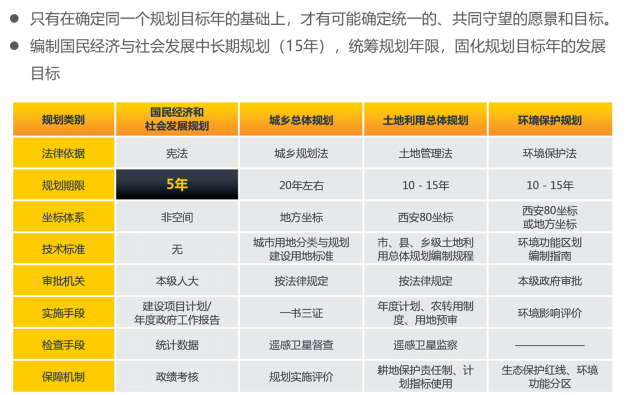 ● 只有在确定同一个规划目标年的基础上，才有可能确定统一的、共同守望的愿景和目标。
● 编制国民经济与社会发展中长期规划（15年），统筹规划年限，固化规划目标年的发展
目标
规划类别 国民经济和 社会发展规划 城乡总体规划 土地利用总体规划 环境保护规划
法律依据 宪法 城乡规划法 土地管理法 环境保护法
规划期限 5年 20年左右 10 - 15年 10 - 15年
坐标体系 非空间 地方坐标 西安80坐标 西安80坐标 或地方坐标
技术标准 无 城市用地分类与规划 建设用地标准 市、县、乡级土地利 用总体规划编制规程 环境功能区划 编制指南
审批机关 本级人大 按法律规定 按法律规定 本级政府审批
实施手段 建设项目计划/ 年度政府工作报告 一书三证 年度计划、农转用制 度、用地预审 环境影响评价
检查手段 统计数据 遥感卫星督查 遥感卫星监察 ——————
保障机制 政绩考核 规划实施评价 耕地保护责任制、计 划指标使用 生态保护红线、环境 功能分区